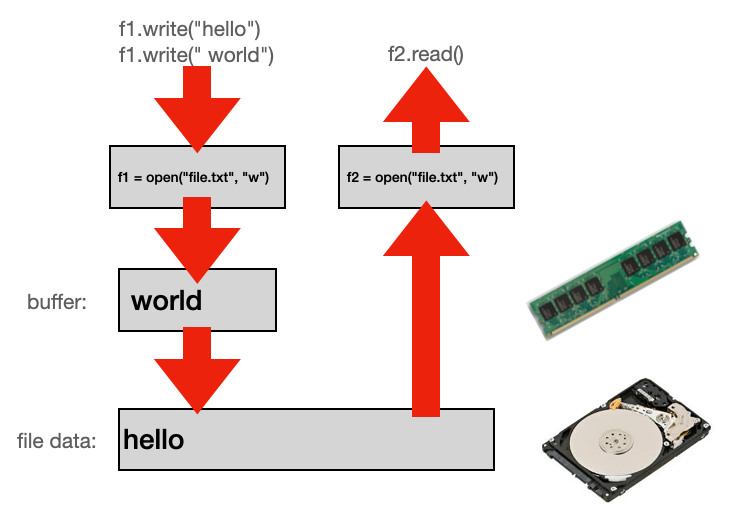 f1.write("hello")
f1.write(" world")
f2.read()
f1 = open("file.txt", "w")
f2 = open("file.txt", "w")
buffer:
world
file data:
hello